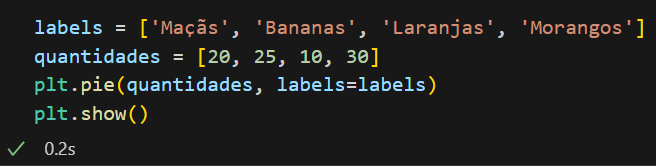 labels = ['Maçãs', 'Bananas', 'Laranjas', 'Morangos']
quantidades = [20, 25, 10, 30]
plt.pie(quantidades, labels=labels)
plt.show()
0.2s